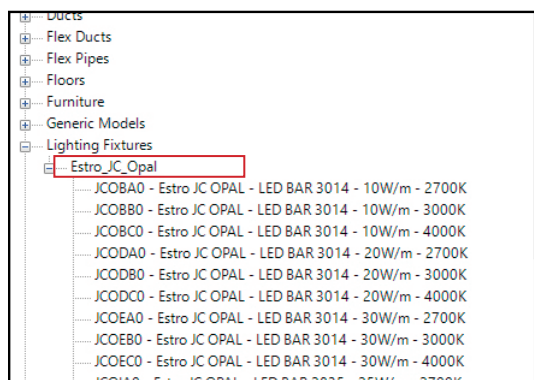 Ducts
Flex Ducts
Flex Pipes
Floors
Furniture
Generic Models
Lighting Fixtures
Estro_JC_Opal
JCOBA0 - Estro JC OPAL - LED BAR 3014 - 10W/m - 2700K
JCOBB0 - Estro JC OPAL - LED BAR 3014 - 10W/m - 3000K
JCOBC0 - Estro JC OPAL - LED BAR 3014 - 10W/m - 4000K
JCODA0 - Estro JC OPAL - LED BAR 3014 - 20W/m - 2700K
JCODB0 - Estro JC OPAL - LED BAR 3014 - 20W/m - 3000K
JCODC0 - Estro JC OPAL - LED BAR 3014 - 20W/m - 4000K
JCOEA0 - Estro JC OPAL - LED BAR 3014 - 30W/m - 2700K
JCOEB0 - Estro JC OPAL - LED BAR 3014 - 30W/m - 3000K
JCOEC0 - Estro JC OPAL - LED BAR 3014 - 30W/m - 4000K